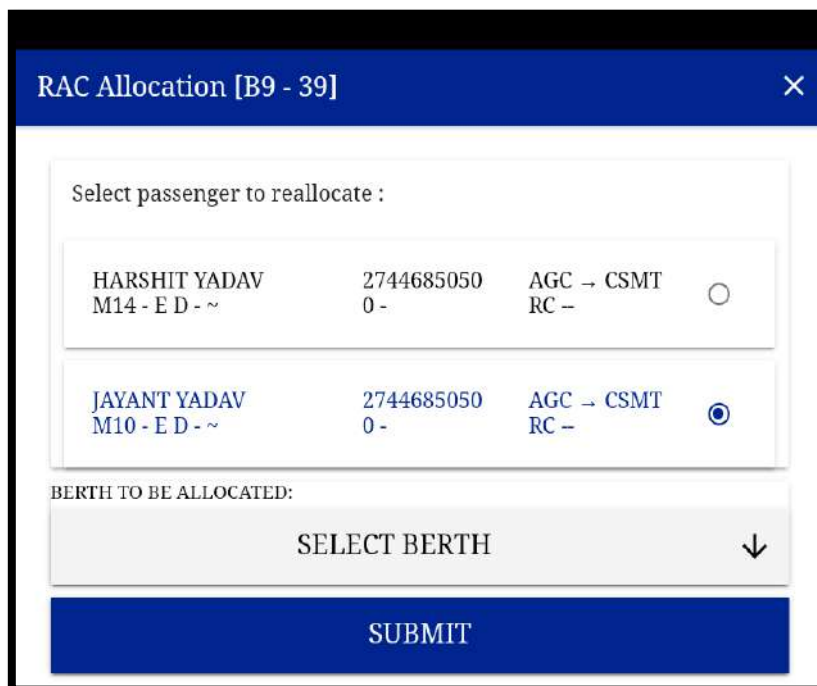 RAC Allocation [B9 - 39]
Select passenger to reallocate :
HARSHIT YADAV 2744685050 AGC → CSMT
M14 - E D - ~ 0 - RC --
JAYANT YADAV 2744685050 AGC → CSMT
M10 - E D - ~ 0 - RC --
BERTH TO BE ALLOCATED:
SELECT BERTH
SUBMIT